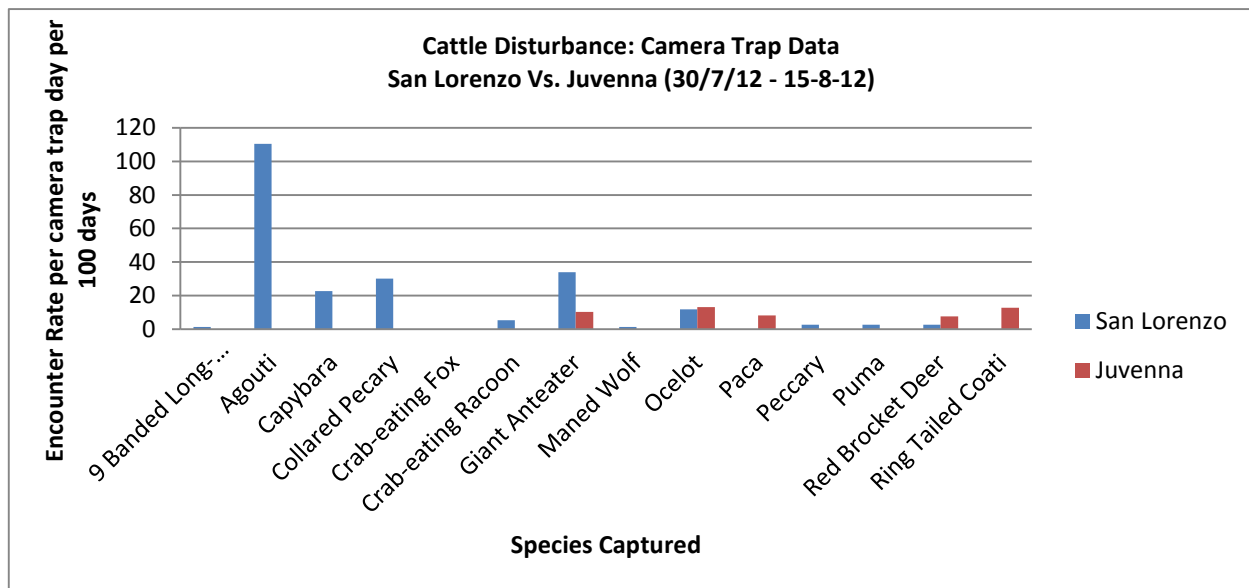 Cattle Disturbance: Camera Trap Data
San Lorenzo Vs. Juvenna (30/7/12 - 15-8-12)
Encounter Rate per camera trap day per
100 days
120
100
80
60
40
20
0
9 Banded Long-...
Agouti
Capybara
Collared Pecary
Crab-eating Fox
Crab-eating Racoon
Giant Anteater
Maned Wolf
Ocelot
Paca
Peccary
Puma
Red Brocket Deer
Ring Tailed Coati
San Lorenzo
Juvenna
Species Captured